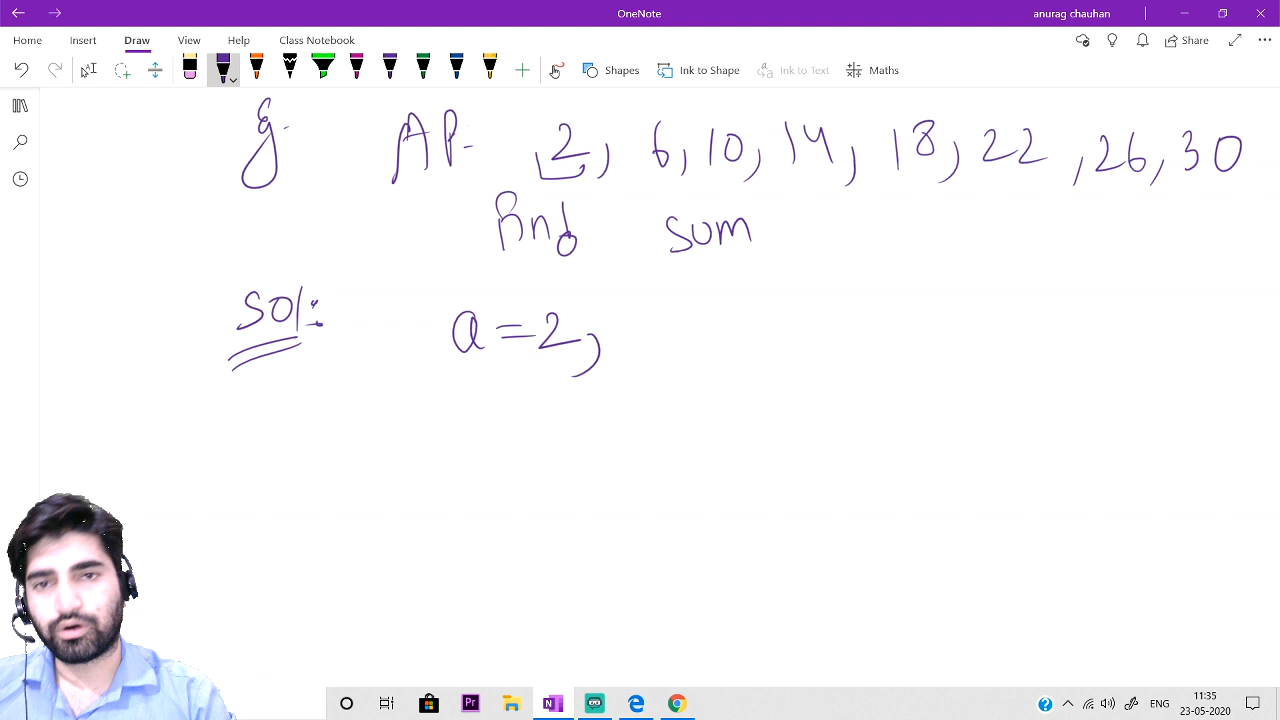 OneNote
anurag chauhan
Home Insert Draw View Help Class Notebook
Share
Shapes Ink to Shape Ink to Text Maths
Eg. AP- 2, 6, 10, 14, 18, 22, 26, 30
Find sum
Sol:
a = 2,
Pr N
ENG
11:35
23-05-2020